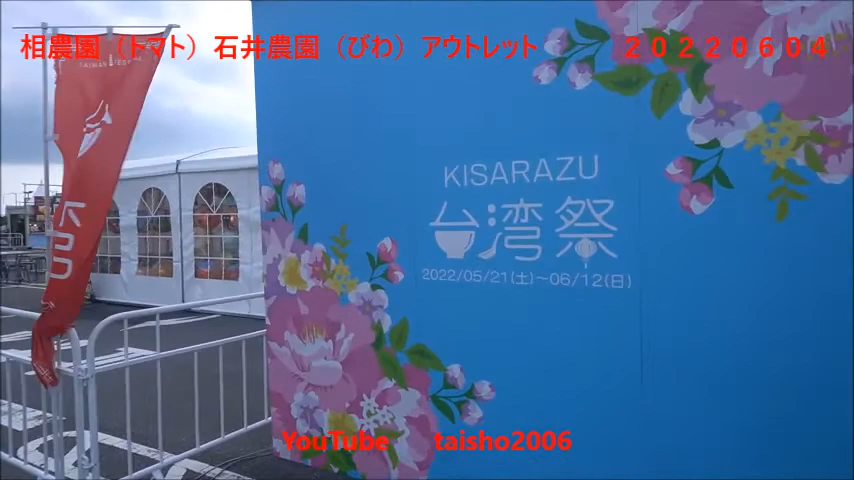 相農園（トマト）石井農園（びわ）アウトレット　　２０２２０６０４
KISARAZU
台湾祭
2022/05/21(土)~06/12(日)
YouTube　taisho2006